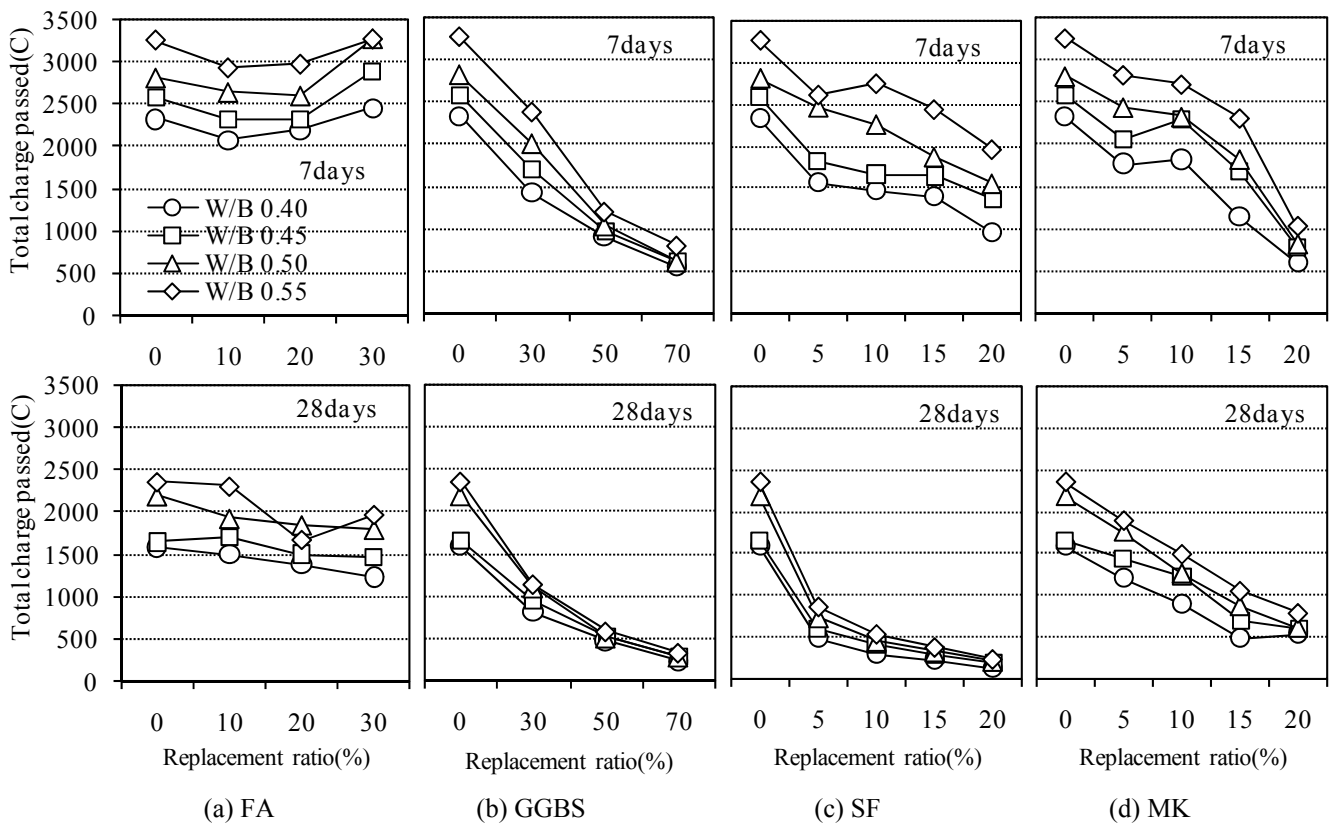 Total charge passed(C)
3500
3000
2500
2000
1500
1000
500
0
7days
W/B 0.40
W/B 0.45
W/B 0.50
W/B 0.55
0 10 20 30
7days
0 30 50 70
7days
0 5 10 15 20
7days
0 5 10 15 20
Total charge passed(C)
3500
3000
2500
2000
1500
1000
500
0
28days
0 10 20 30
Replacement ratio(%)
28days
0 30 50 70
Replacement ratio(%)
28days
0 5 10 15 20
Replacement ratio(%)
28days
0 5 10 15 20
Replacement ratio(%)
(a) FA
(b) GGBS
(c) SF
(d) MK